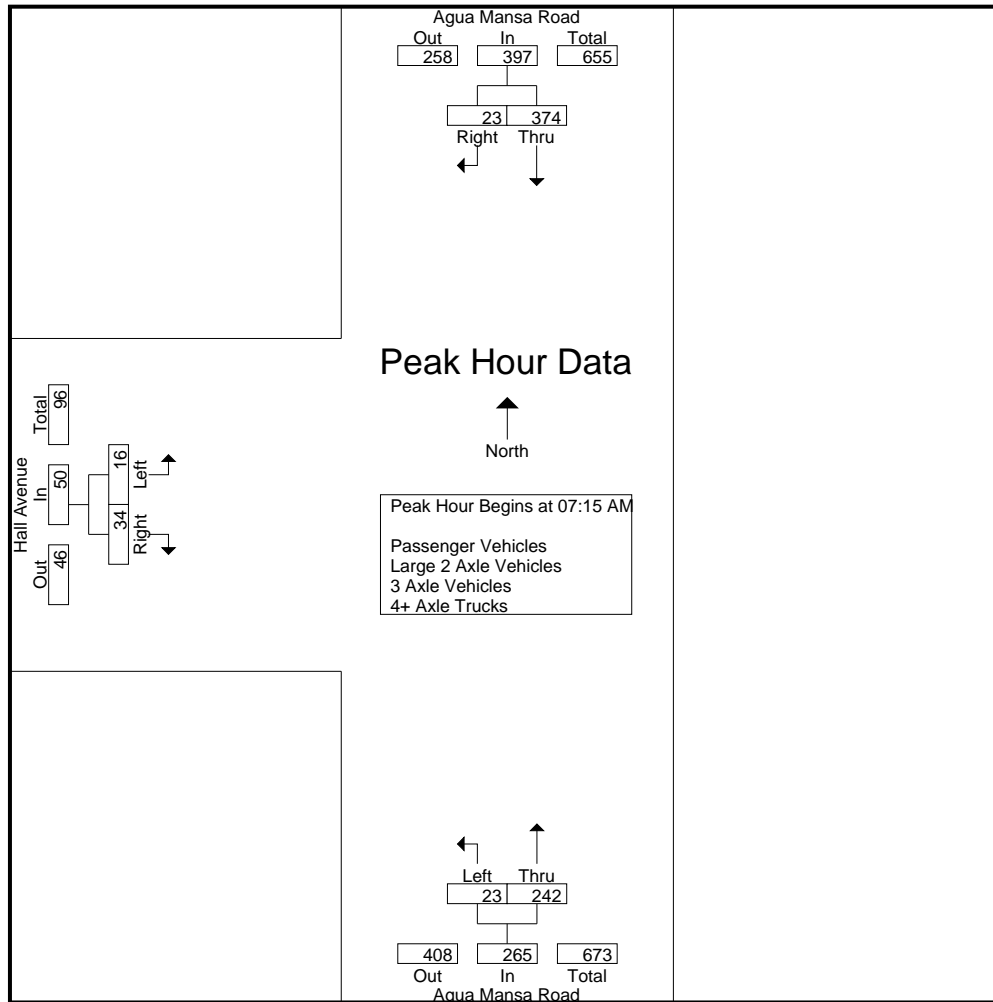 Agua Mansa Road
Out In Total
258 397 655
23 374
Right Thru
Peak Hour Data
North
Peak Hour Begins at 07:15 AM
Passenger Vehicles
Large 2 Axle Vehicles
3 Axle Vehicles
4+ Axle Trucks
Hall Avenue
Out In Total
46 50 96
34 16
Right Left
Left Thru
23 242
408 265 673
Out In Total
Agua Mansa Road